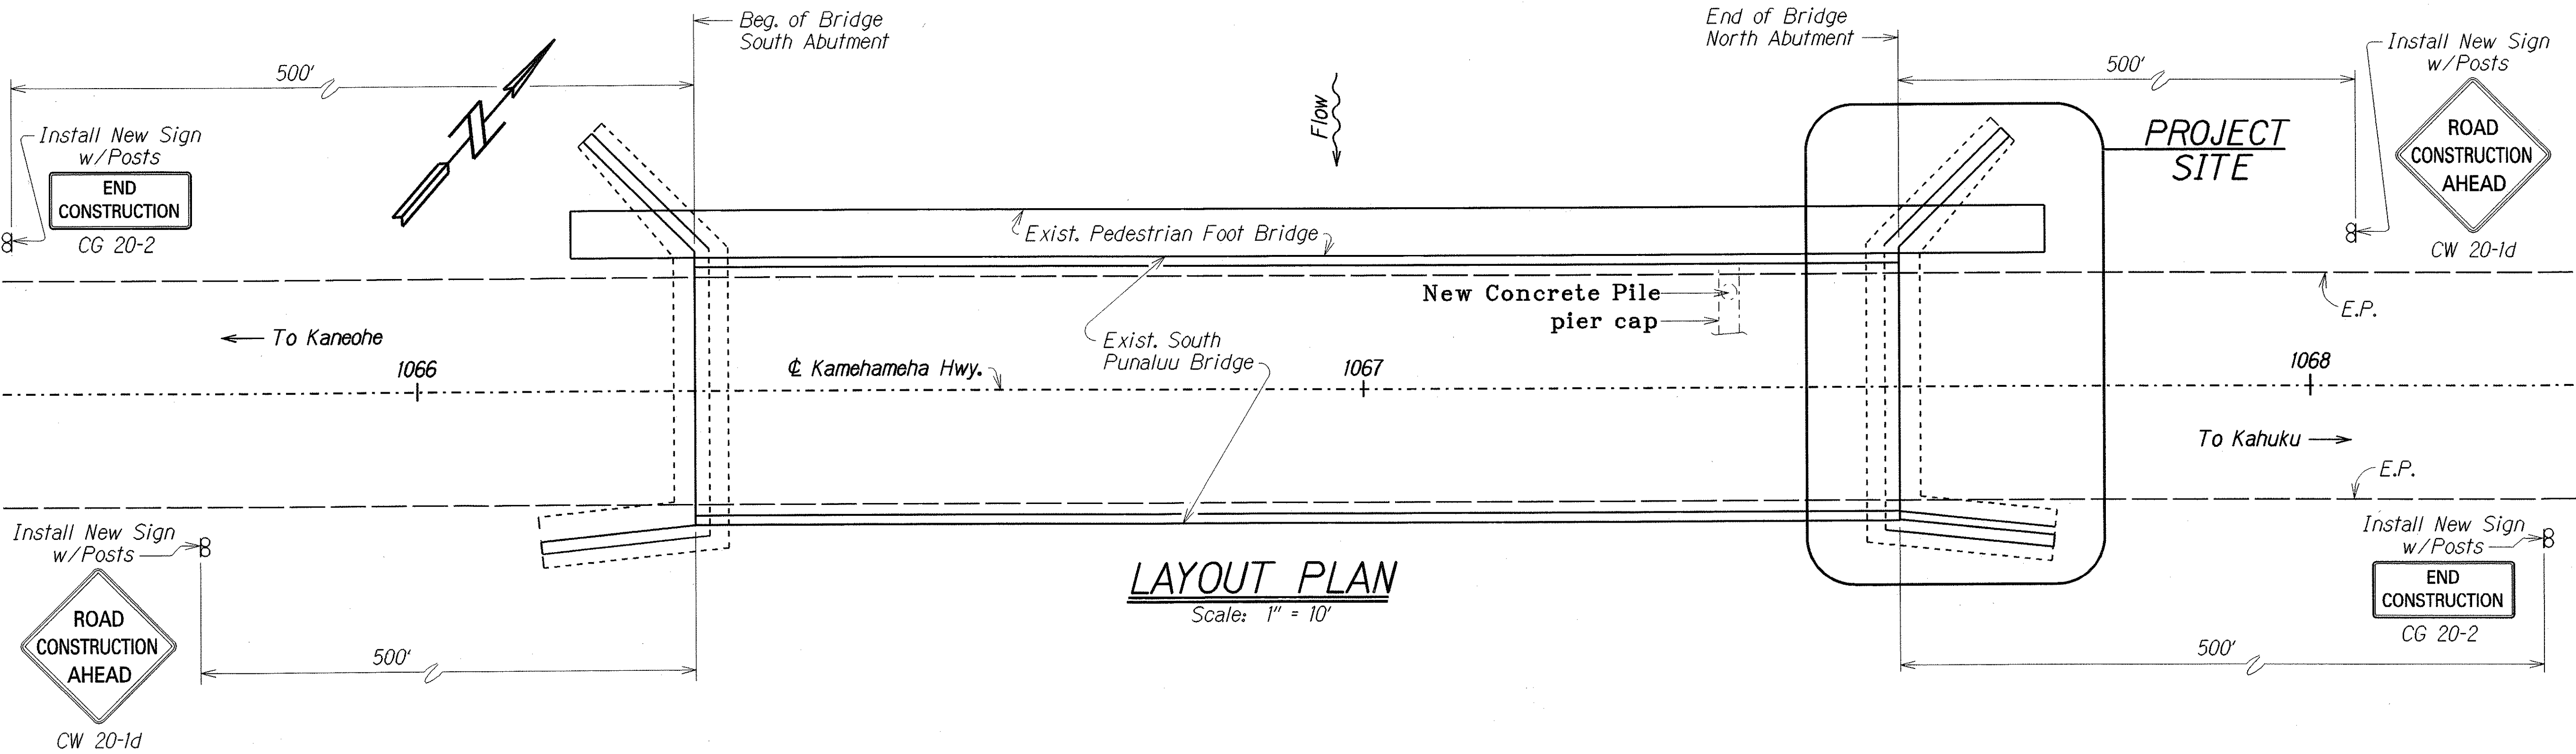 Beg. of Bridge
South Abutment
End of Bridge
North Abutment
500'
500'
Install New Sign
w/Posts
Install New Sign
w/Posts
END
CONSTRUCTION
CG 20-2
N
Flow
PROJECT
SITE
ROAD
CONSTRUCTION
AHEAD
CW 20-1d
Exist. Pedestrian Foot Bridge
New Concrete Pile
pier cap
E.P.
To Kaneohe
Exist. South
Punaluu Bridge
1066
℄ Kamehameha Hwy.
1067
1068
To Kahuku
E.P.
Install New Sign
w/Posts
Install New Sign
w/Posts
ROAD
CONSTRUCTION
AHEAD
CW 20-1d
500'
LAYOUT PLAN
Scale: 1" = 10'
END
CONSTRUCTION
CG 20-2
500'